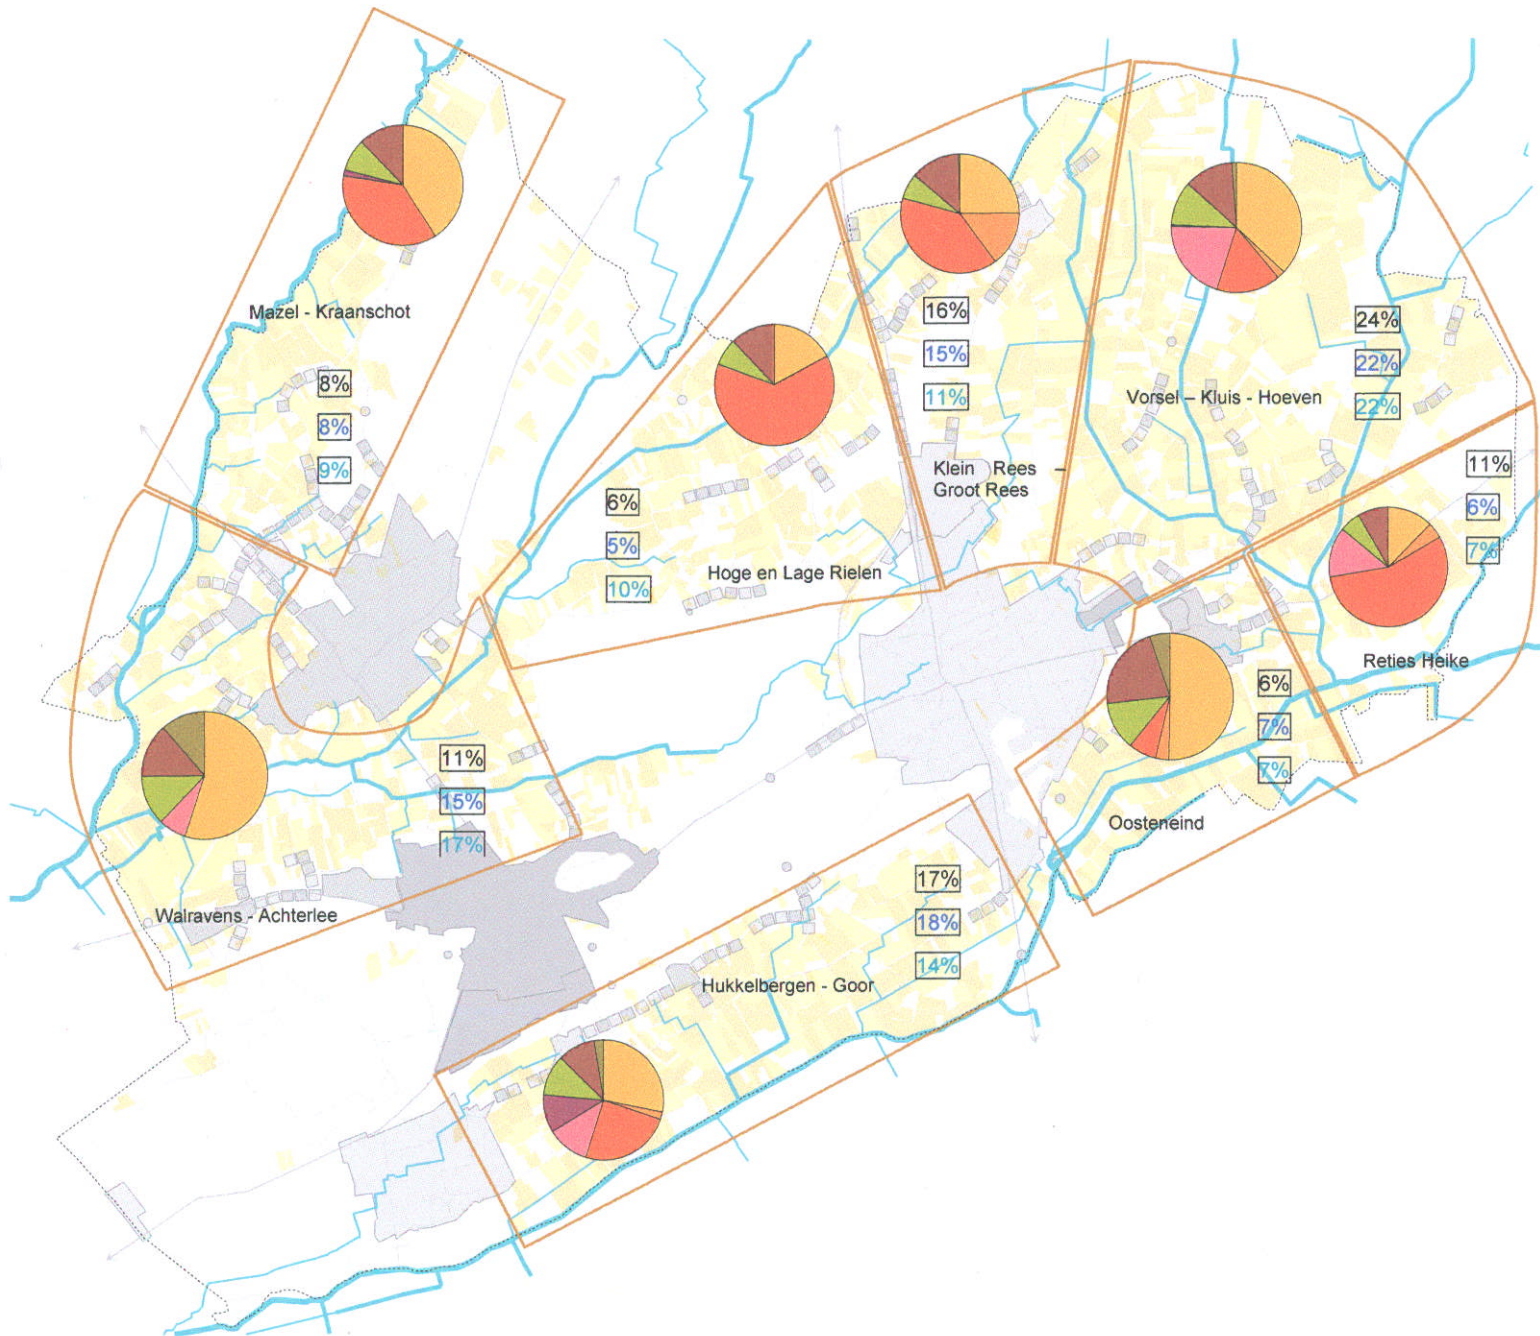 Mazel - Kraanschot
8%
8%
9%
16%
15%
11%
Klein Rees –
Groot Rees
24%
22%
22%
Vorsel – Kluis - Hoeven
11%
6%
7%
Reties Heike
6%
5%
10%
Hoge en Lage Rielen
6%
7%
7%
Oosteneind
11%
15%
17%
Walravens - Achterlee
17%
18%
14%
Hukkelbergen - Goor